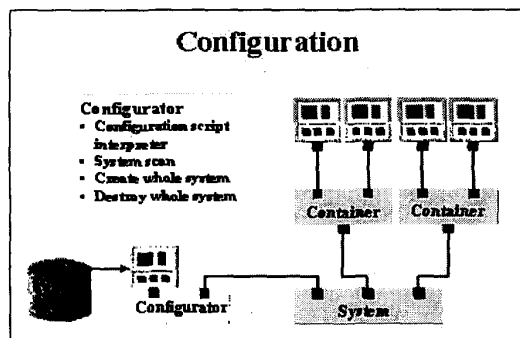 Configuration
Configurator
• Configuration script
interpreter
• System scan
• Create whole system
• Destroy whole system
Container
Container
Configurator
System